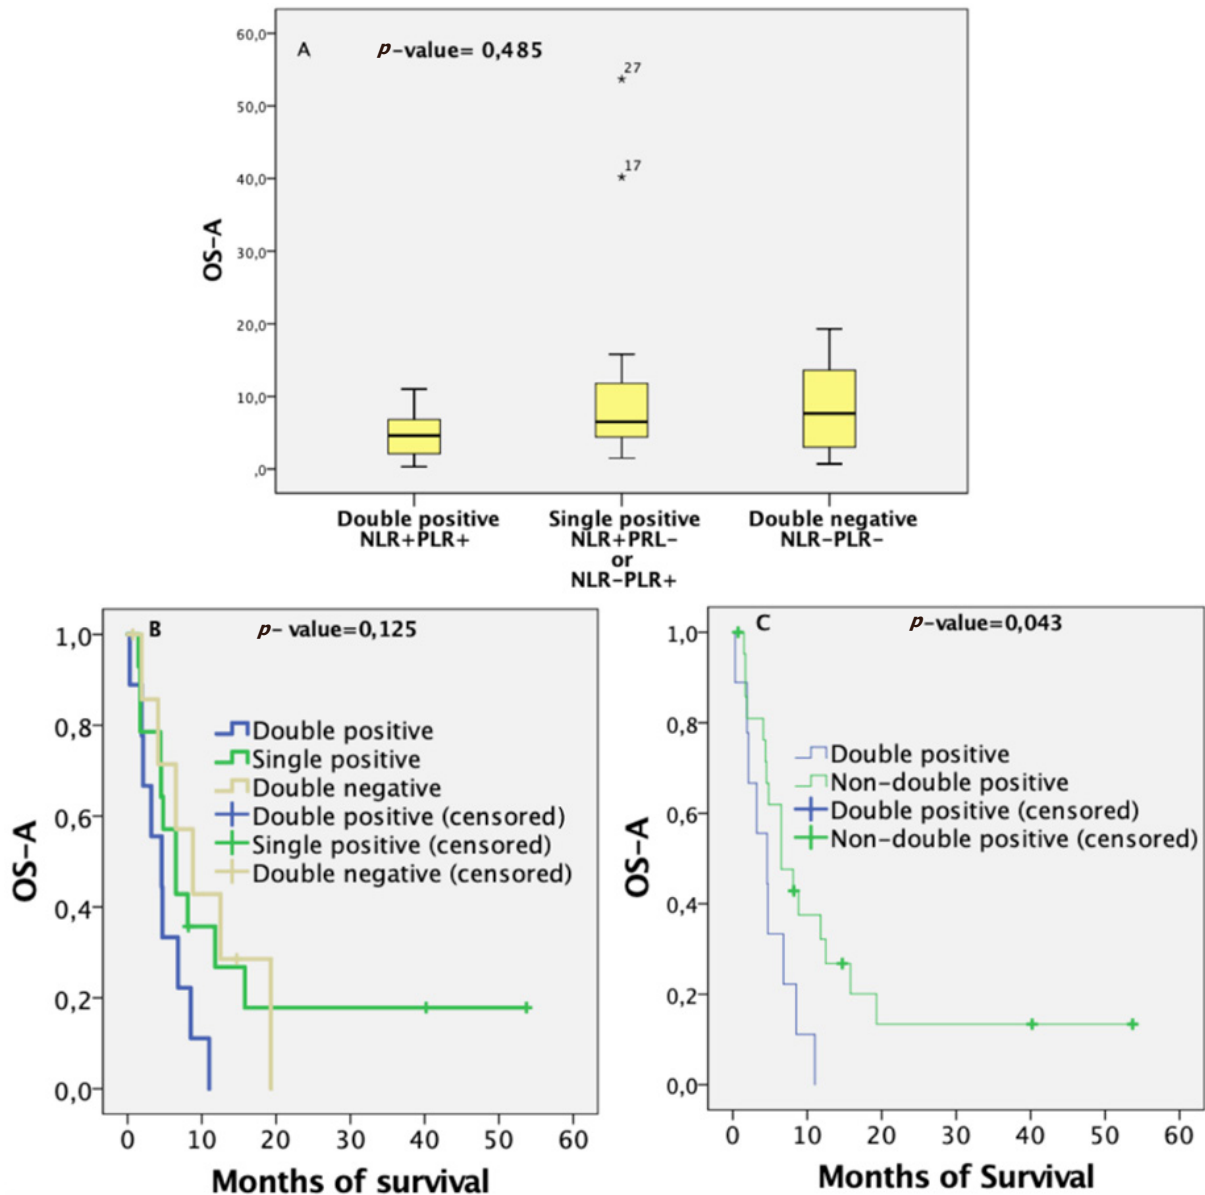 A
p-value= 0,485
60,0
50,0
40,0
30,0
20,0
10,0
,0
OS-A
27
17
Double positive
NLR+PLR+
Single positive
NLR+PRL-
or
NLR-PLR+
Double negative
NLR-PLR-
B
p- value=0,125
1,0
0,8
0,6
0,4
0,2
0,0
OS-A
Double positive
Single positive
Double negative
Double positive (censored)
Single positive (censored)
Double negative (censored)
0 10 20 30 40 50 60
Months of survival
C
p-value=0,043
1,0
0,8
0,6
0,4
0,2
0,0
OS-A
Double positive
Non-double positive
Double positive (censored)
Non-double positive (censored)
0 10 20 30 40 50 60
Months of Survival